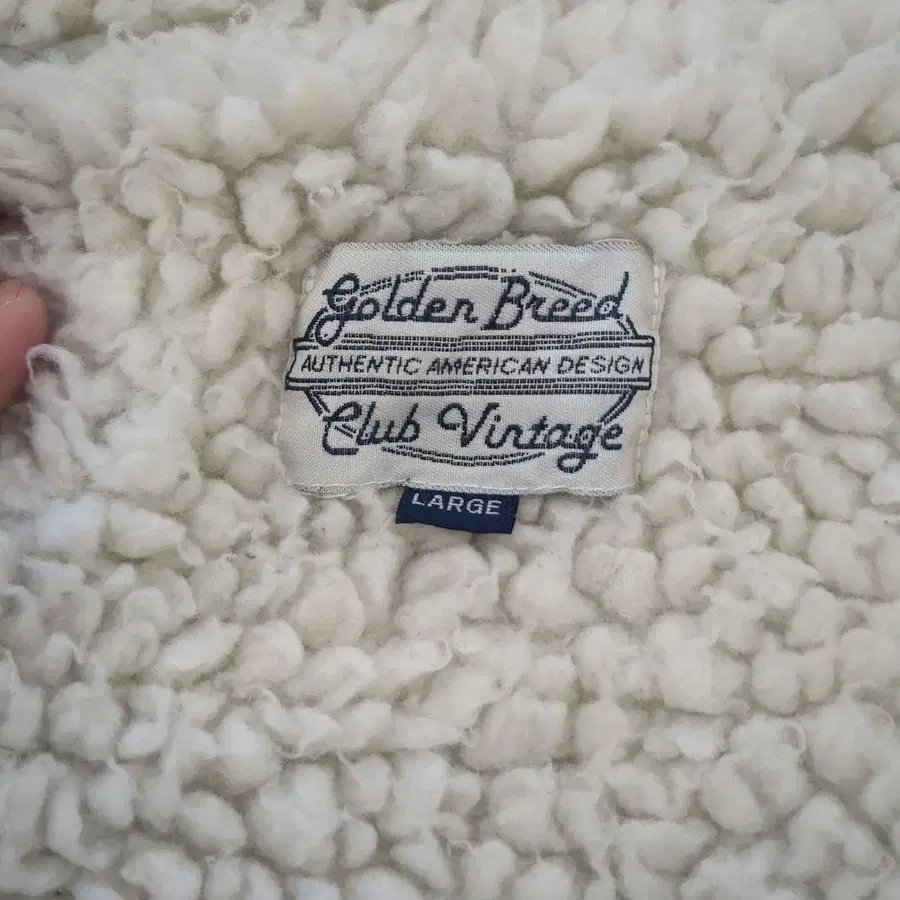 Golden Breed
AUTHENTIC AMERICAN DESIGN
Club Vintage
LARGE